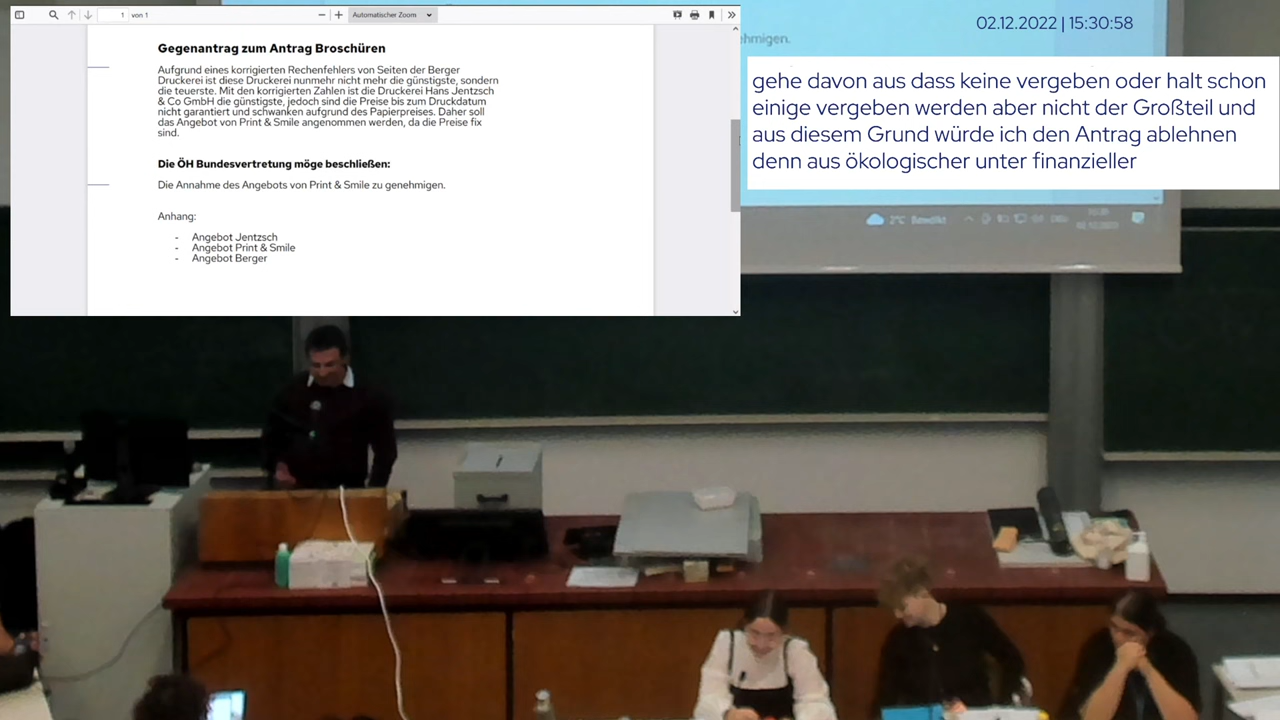 1 von 1
Automatischer Zoom
Gegenantrag zum Antrag Broschüren
Aufgrund eines korrigierten Rechenfehlers von Seiten der Berger
Druckerei ist diese Druckerei nunmehr nicht mehr die günstigste, sondern
die teuerste. Mit den korrigierten Zahlen ist die Druckerei Hans Jentzsch
& Co GmbH die günstigste, jedoch sind die Preise bis zum Druckdatum
nicht garantiert und schwanken aufgrund des Papierpreises. Daher soll
das Angebot von Print & Smile angenommen werden, da die Preise fix
sind.
Die ÖH Bundesvertretung möge beschließen:
Die Annahme des Angebots von Print & Smile zu genehmigen.
Anhang:
- Angebot Jentzsch
- Angebot Print & Smile
- Angebot Berger
02.12.2022 | 15:30:58
ehmigen.
gehe davon aus dass keine vergeben oder halt schon
einige vergeben werden aber nicht der Großteil und
aus diesem Grund würde ich den Antrag ablehnen
denn aus ökologischer unter finanzieller
2°C Bewölkt